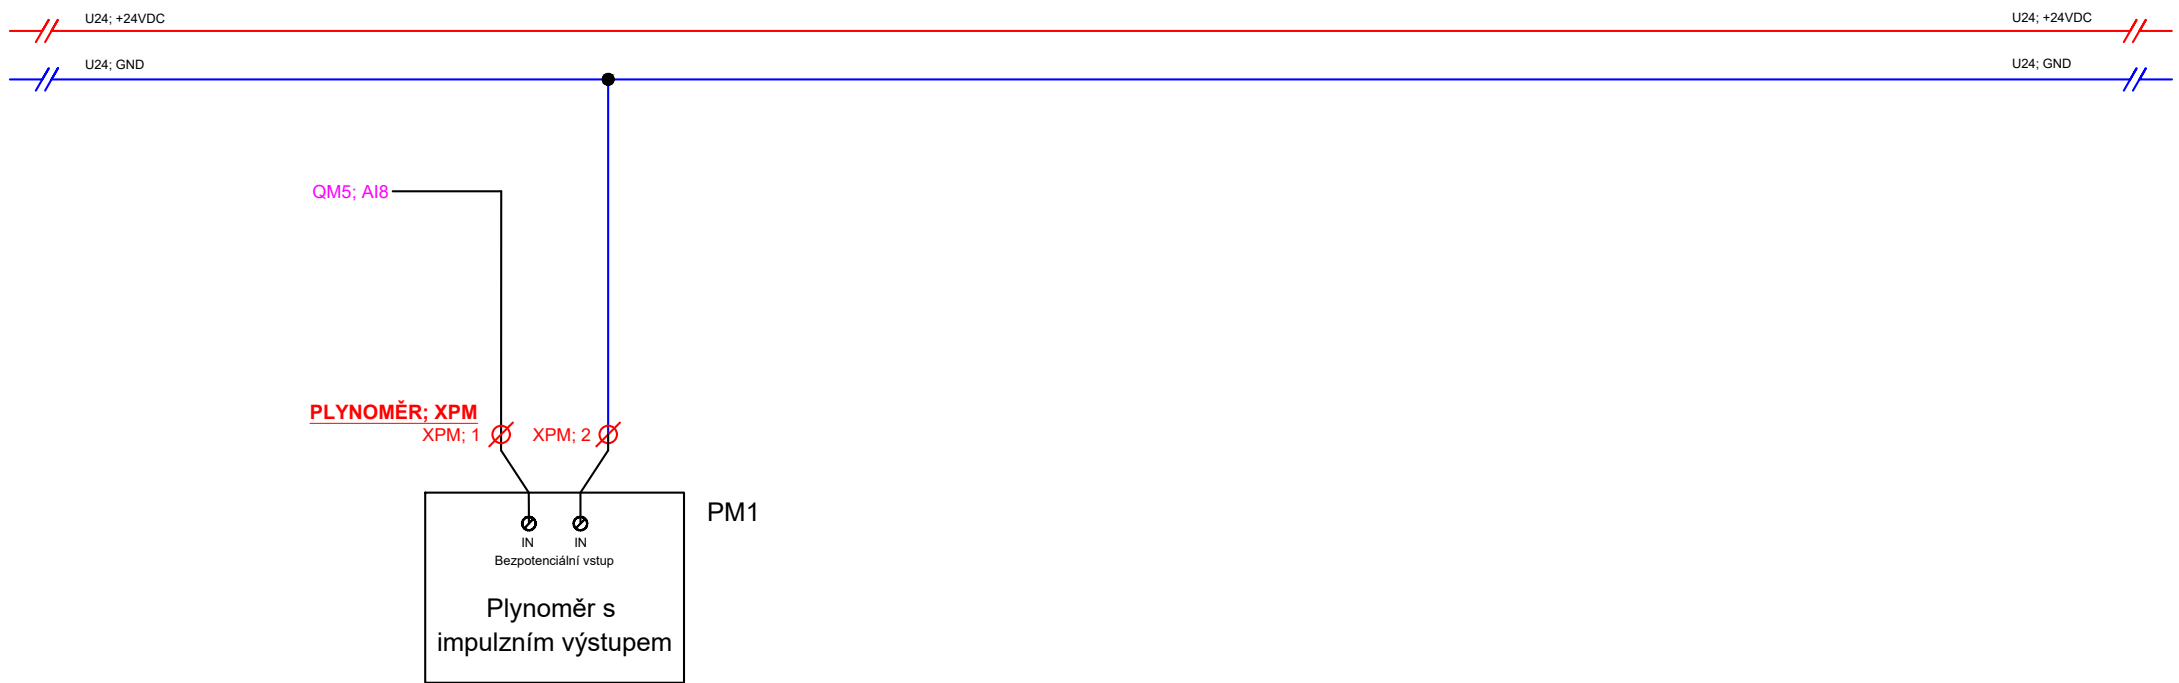 U24; +24VDC
U24; +24VDC
U24; GND
U24; GND
QM5; AI8
PLYNOMĚR; XPM
XPM; 1
XPM; 2
PM1
IN
IN
Bezpotenciální vstup
Plynoměr s
impulzním výstupem